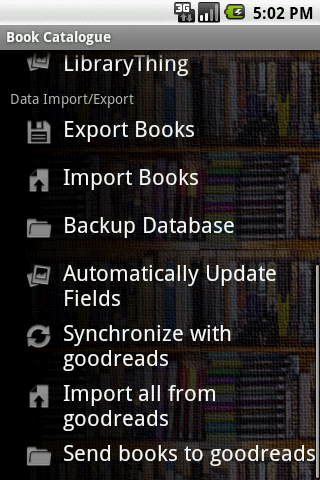 3G
5:02 PM
Book Catalogue
LibraryThing
Data Import/Export
Export Books
Import Books
Backup Database
Automatically Update
Fields
Synchronize with
goodreads
Import all from
goodreads
Send books to goodreads